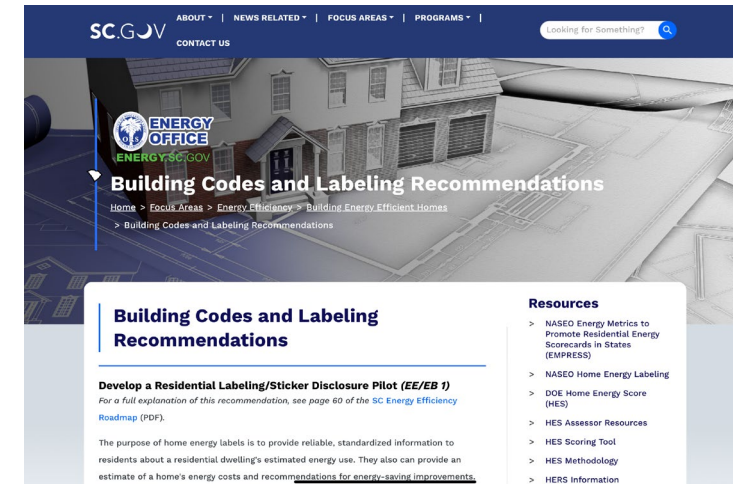 SC.GOV
ABOUT | NEWS RELATED | FOCUS AREAS | PROGRAMS |
CONTACT US
Looking for Something?
ENERGY
OFFICE
ORS
ENERGY.SC.GOV
Building Codes and Labeling Recommendations
Home > Focus Areas > Energy Efficiency > Building Energy Efficient Homes
> Building Codes and Labeling Recommendations
Building Codes and Labeling
Recommendations
Develop a Residential Labeling/Sticker Disclosure Pilot (EE/EB 1)
For a full explanation of this recommendation, see page 60 of the SC Energy Efficiency
Roadmap (PDF).
The purpose of home energy labels is to provide reliable, standardized information to
residents about a residential dwelling's estimated energy use. They also can provide an
estimate of a home's energy costs and recommendations for energy-saving improvements.
Resources
> NASEO Energy Metrics to
Promote Residential Energy
Scorecards in States
(EMPRESS)
> NASEO Home Energy Labeling
> DOE Home Energy Score
(HES)
> HES Assessor Resources
> HES Scoring Tool
> HES Methodology
> HERS Information